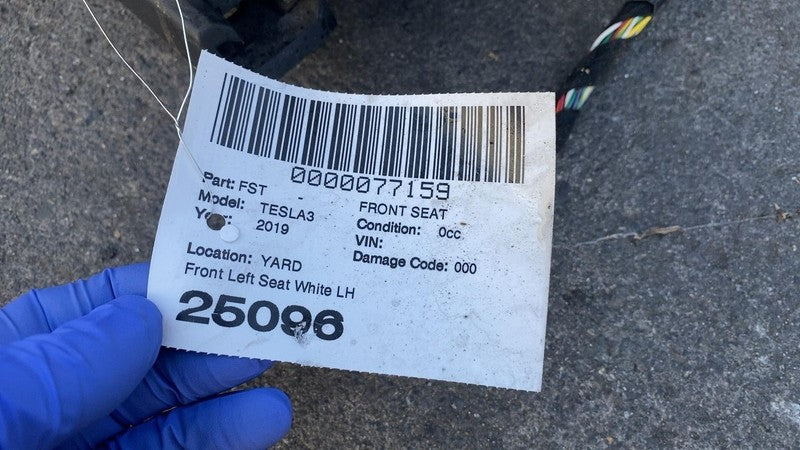 0000077159
Part: FST FRONT SEAT
Model: TESLA3 Condition: 0cc
Year: 2019 VIN:
Damage Code: 000
Location: YARD
Front Left Seat White LH
25096